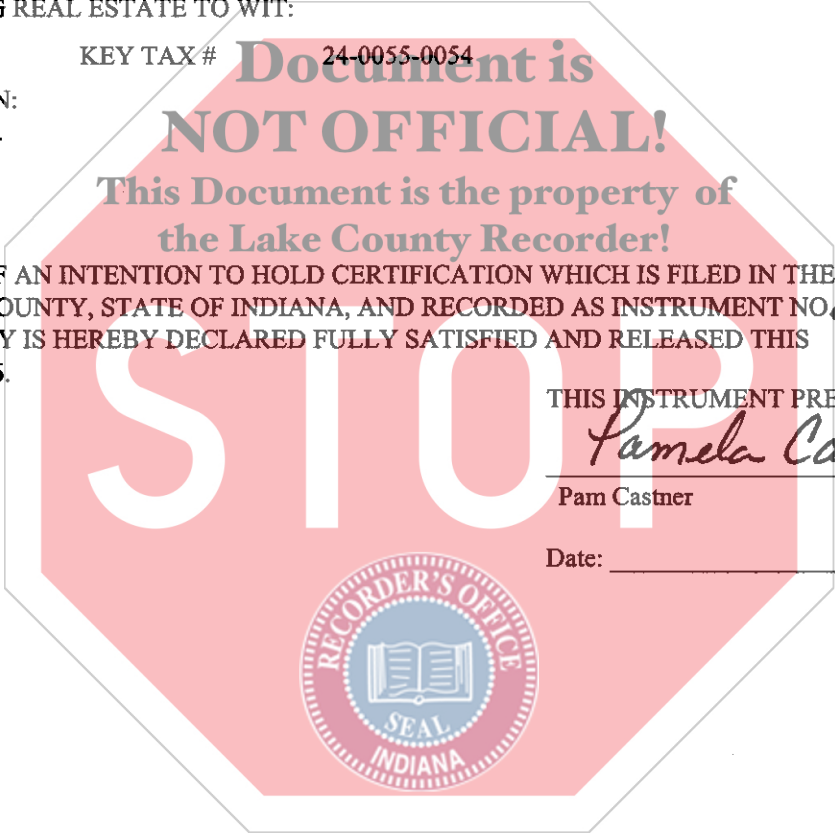 REAL ESTATE TO WIT:
KEY TAX # 24-0055-0054
Document is
N:
NOT OFFICIAL!
This Document is the property of
the Lake County Recorder!
F AN INTENTION TO HOLD CERTIFICATION WHICH IS FILED IN THE
OUNTY, STATE OF INDIANA, AND RECORDED AS INSTRUMENT NO.
Y IS HEREBY DECLARED FULLY SATISFIED AND RELEASED THIS
THIS INSTRUMENT PRE
STOP
Pamela Ca
Pam Castner
Date:
RECORDER'S OFFICE
SEAL
INDIANA